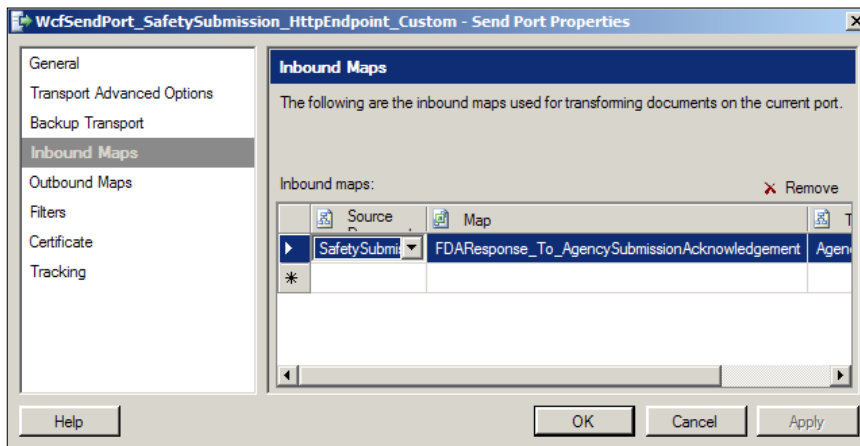 WcfSendPort_SafetySubmission_HttpEndpoint_Custom - Send Port Properties
General
Transport Advanced Options
Backup Transport
Inbound Maps
Outbound Maps
Filters
Certificate
Tracking
Inbound Maps
The following are the inbound maps used for transforming documents on the current port.
Inbound maps:
Remove
Source
Map
T
SafetySubmis
FDAResponse_To_AgencySubmissionAcknowledgement
Agen
Help
OK
Cancel
Apply